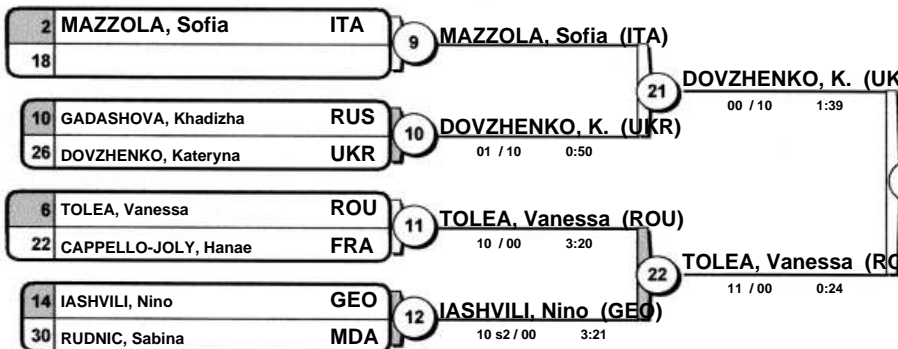 2 MAZZOLA, Sofia ITA
18
9 MAZZOLA, Sofia (ITA)
21 DOVZHENKO, K. (UK
00 / 10 1:39
10 GADASHOVA, Khadizha RUS
26 DOVZHENKO, Kateryna UKR
10 DOVZHENKO, K. (UKR)
01 / 10 0:50
6 TOLEA, Vanessa ROU
22 CAPPELLO-JOLY, Hanae FRA
11 TOLEA, Vanessa (ROU)
10 / 00 3:20
22 TOLEA, Vanessa (RO
11 / 00 0:24
14 IASHVILI, Nino GEO
30 RUDNIC, Sabina MDA
12 IASHVILI, Nino (GEO)
10 s2 / 00 3:21